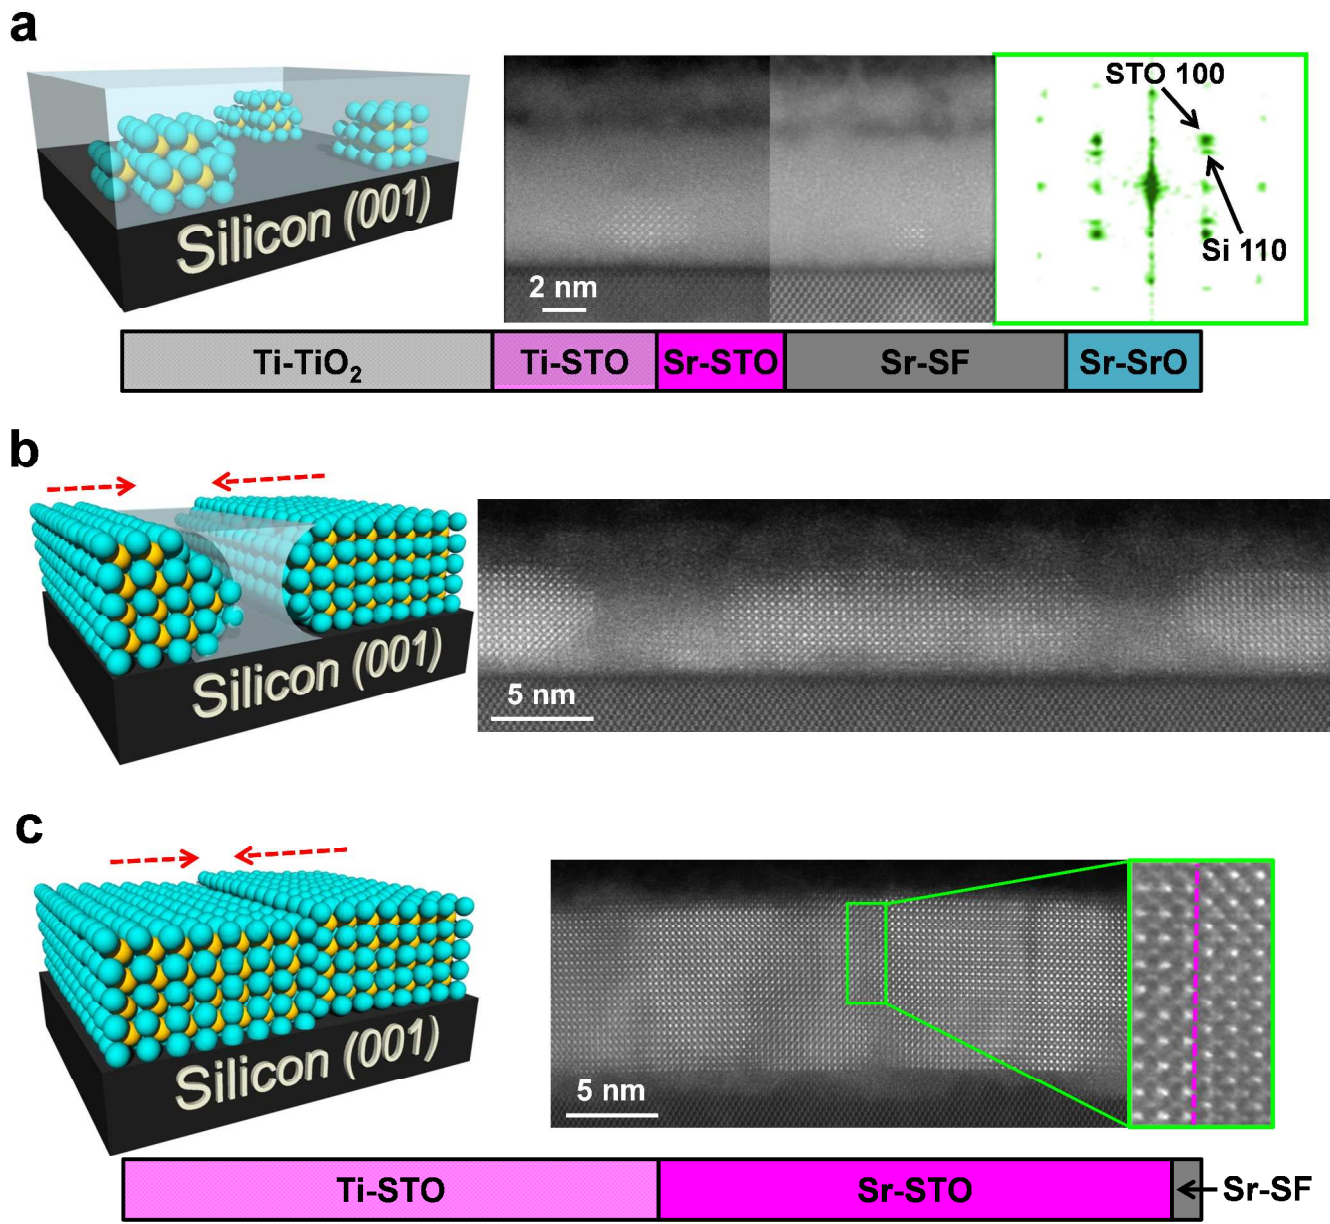 a
Silicon (001)
2 nm
STO 100
Si 110
Ti-TiO₂
Ti-STO
Sr-STO
Sr-SF
Sr-SrO
b
Silicon (001)
5 nm
c
Silicon (001)
5 nm
Ti-STO
Sr-STO
Sr-SF